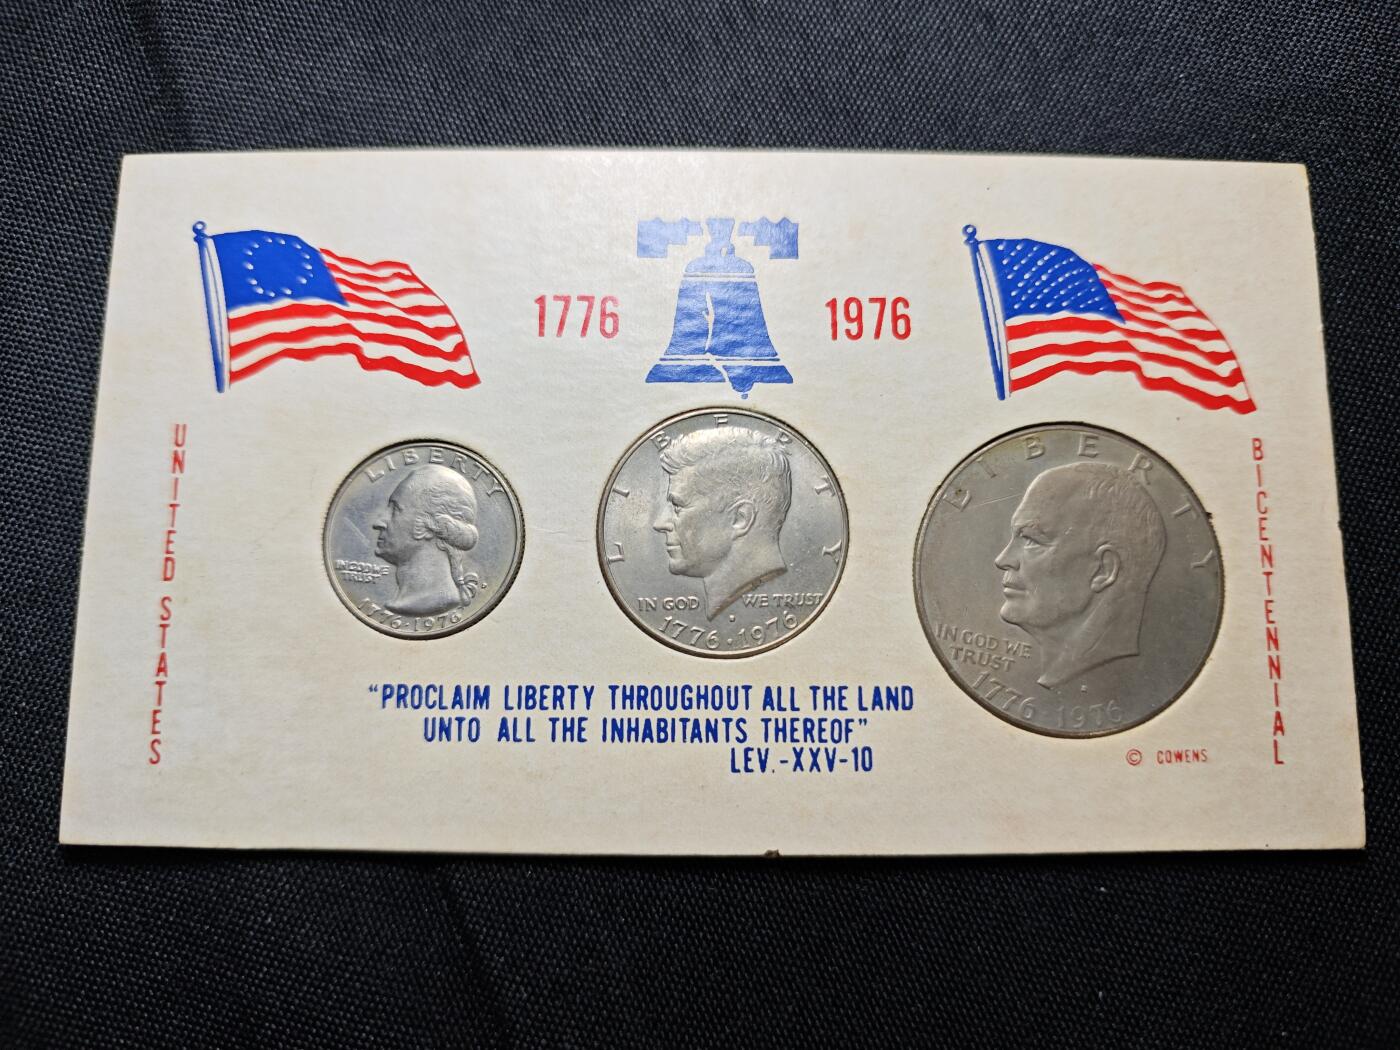 1776
1976
UNITED STATES
BICENTENNIAL
LIBERTY
IN GOD WE
TRUST
1776·1976
LIBERTY
IN GOD WE TRUST
1776·1976
LIBERTY
IN GOD WE
TRUST
1776 1976
"PROCLAIM LIBERTY THROUGHOUT ALL THE LAND
UNTO ALL THE INHABITANTS THEREOF"
LEV.-XXV-10
© COWENS